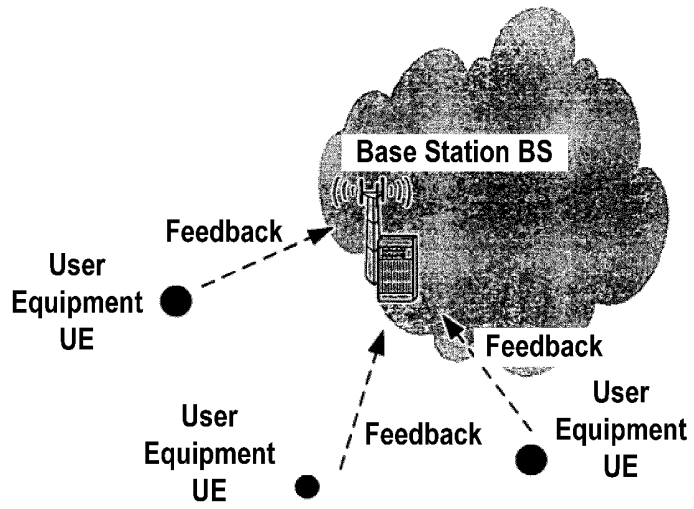 Base Station BS
Feedback
User
Equipment
UE
Feedback
User
Equipment
UE
User
Equipment
UE
Feedback